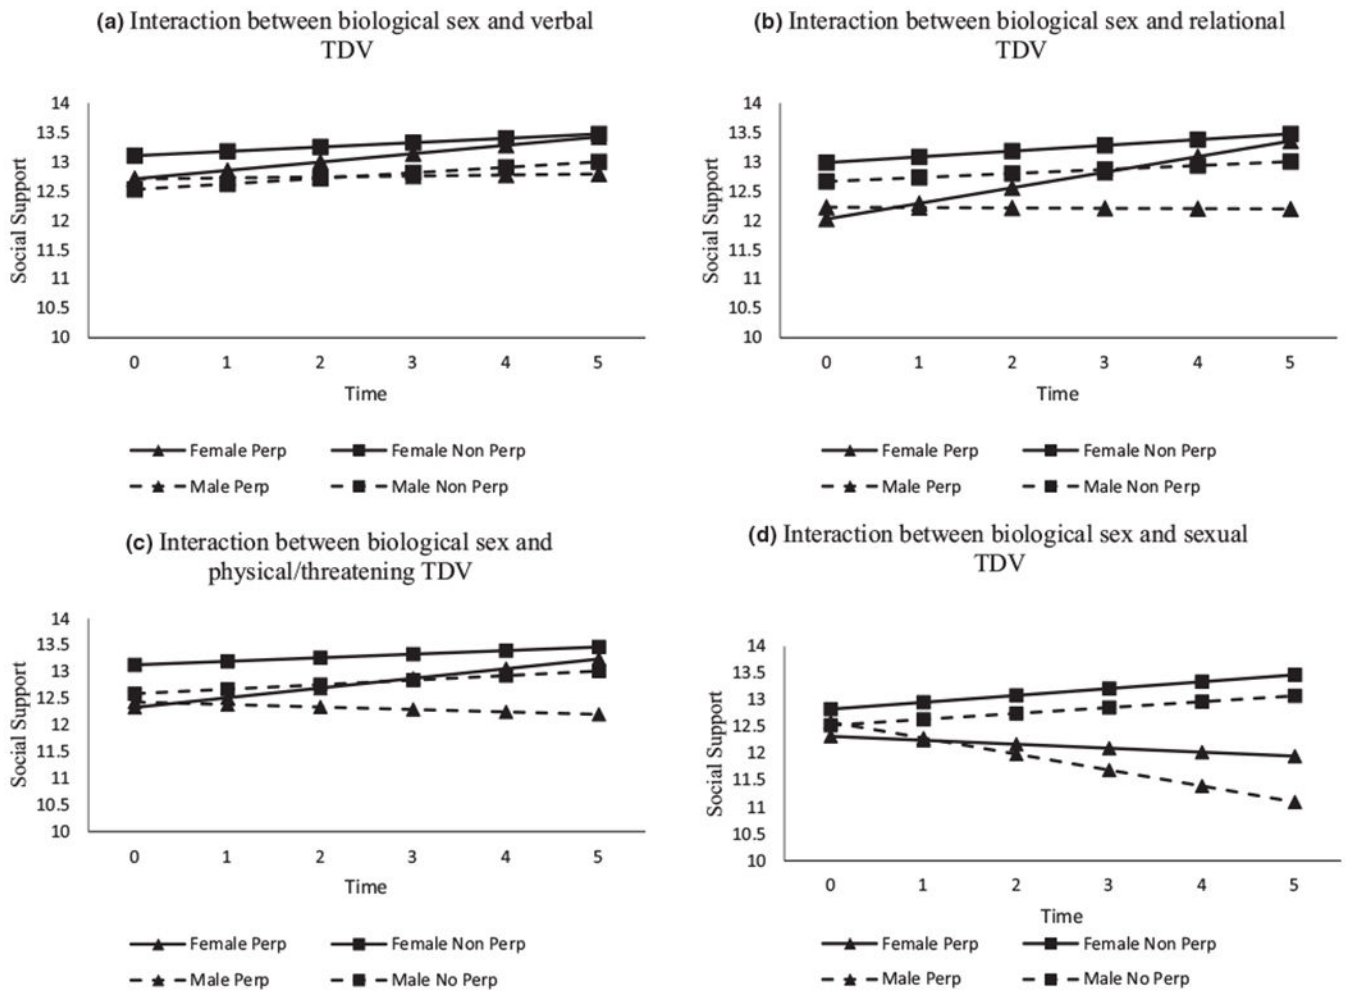 (a) Interaction between biological sex and verbal
TDV
Social Support
14
13.5
13
12.5
12
11.5
11
10.5
10
0 1 2 3 4 5
Time
Female Perp Female Non Perp
Male Perp Male Non Perp
(b) Interaction between biological sex and relational
TDV
Social Support
14
13.5
13
12.5
12
11.5
11
10.5
10
0 1 2 3 4 5
Time
Female Perp Female Non Perp
Male Perp Male Non Perp
(c) Interaction between biological sex and
physical/threatening TDV
Social Support
14
13.5
13
12.5
12
11.5
11
10.5
10
0 1 2 3 4 5
Time
Female Perp Female Non Perp
Male Perp Male No Perp
(d) Interaction between biological sex and sexual
TDV
Social Support
14
13.5
13
12.5
12
11.5
11
10.5
10
0 1 2 3 4 5
Time
Female Perp Female Non Perp
Male Perp Male No Perp